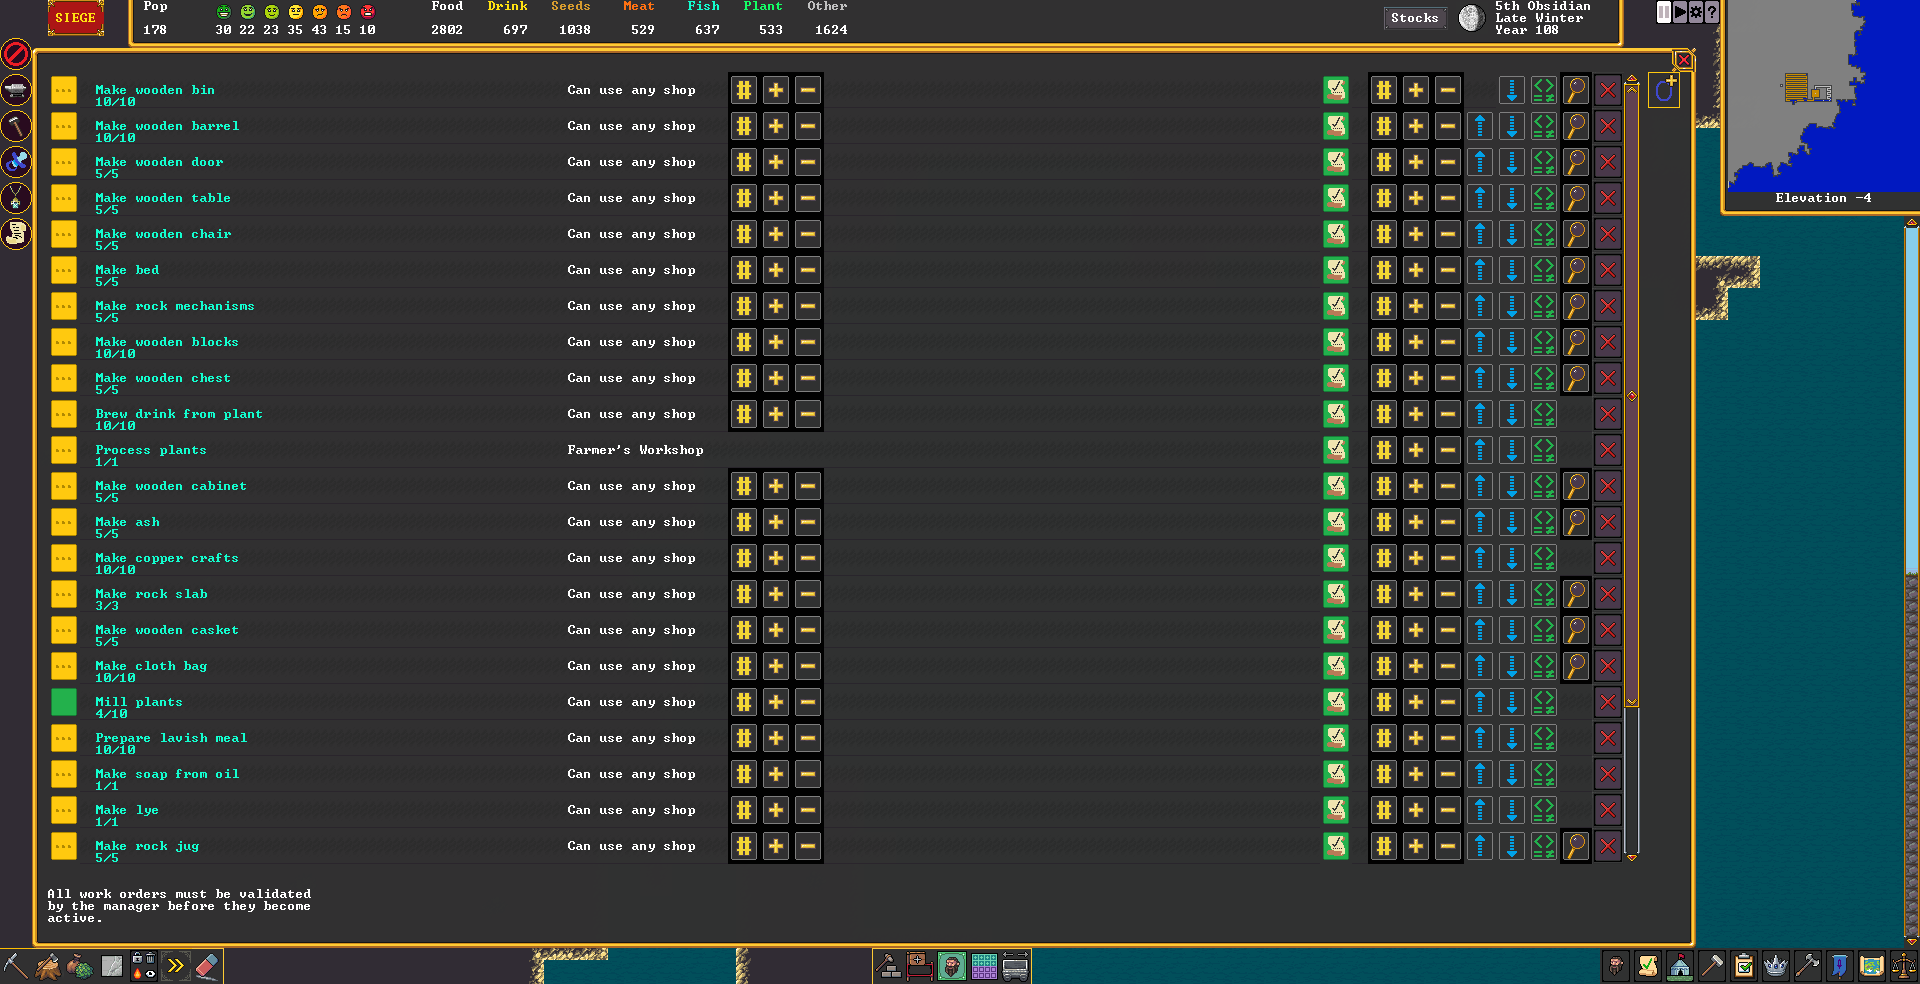 SIEGE
Pop
178
30 22 23 35 43 15 10
Food Drink Seeds Meat Fish Plant Other
2802 697 1038 529 637 533 1624
Stocks
5th Obsidian
Late Winter
Year 108
Elevation -4
Make wooden bin Can use any shop
10/10
Make wooden barrel Can use any shop
10/10
Make wooden door Can use any shop
5/5
Make wooden table Can use any shop
5/5
Make wooden chair Can use any shop
5/5
Make bed Can use any shop
5/5
Make rock mechanisms Can use any shop
5/5
Make wooden blocks Can use any shop
10/10
Make wooden chest Can use any shop
5/5
Brew drink from plant Can use any shop
10/10
Process plants Farmer's Workshop
1/1
Make wooden cabinet Can use any shop
5/5
Make ash Can use any shop
5/5
Make copper crafts Can use any shop
10/10
Make rock slab Can use any shop
3/3
Make wooden casket Can use any shop
5/5
Make cloth bag Can use any shop
10/10
Mill plants Can use any shop
4/10
Prepare lavish meal Can use any shop
10/10
Make soap from oil Can use any shop
1/1
Make lye Can use any shop
1/1
Make rock jug Can use any shop
5/5
All work orders must be validated
by the manager before they become
active.